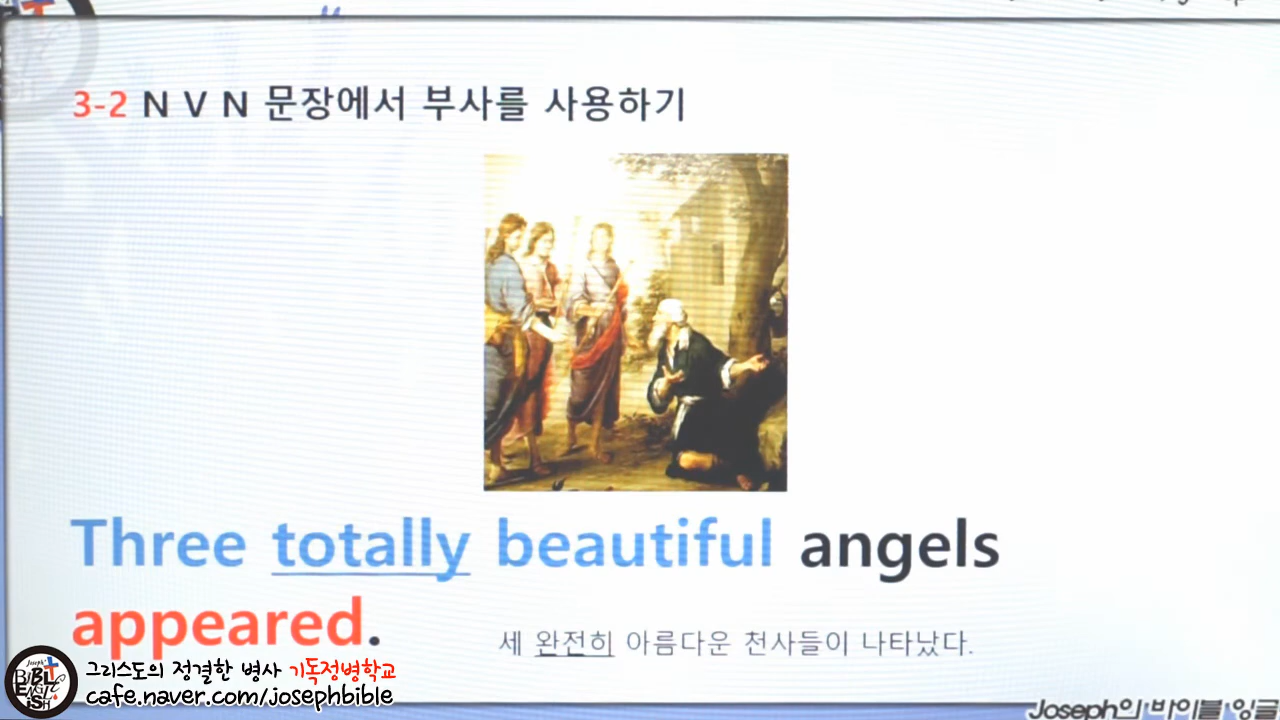 3-2 N V N 문장에서 부사를 사용하기
Three totally beautiful angels
appeared.
세 완전히 아름다운 천사들이 나타났다.
Joseph's
BIBLE
ENGLISH
그리스도의 정결한 병사 기독정병학교
cafe.naver.com/josephbible
Joseph의 바이블 잉글